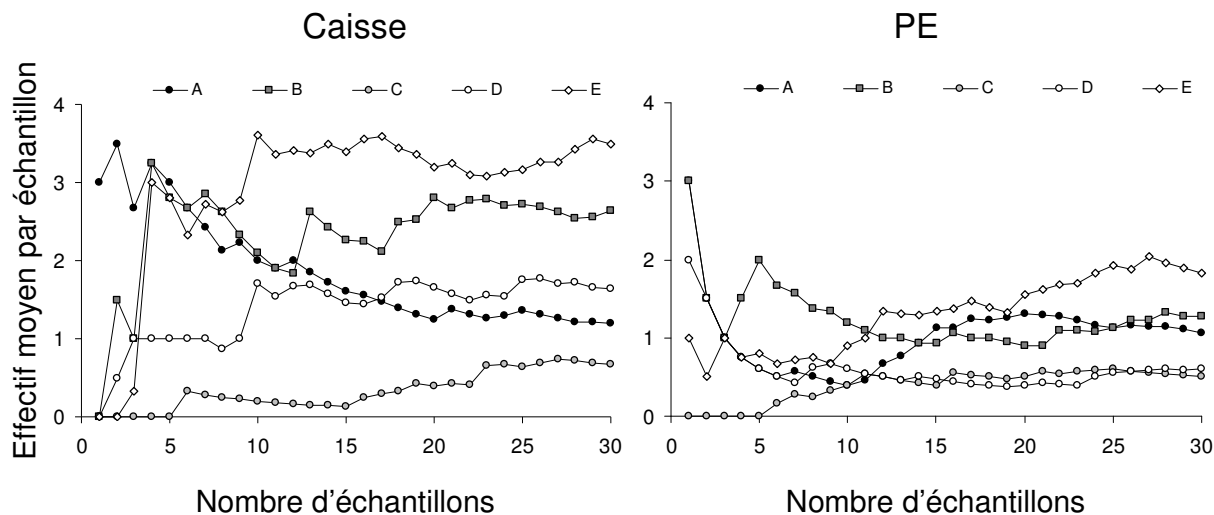 Caisse
A B C D E
4
3
2
1
0
0 5 10 15 20 25 30
Effectif moyen par échantillon
Nombre d'échantillons
PE
A B C D E
4
3
2
1
0
0 5 10 15 20 25 30
Nombre d'échantillons